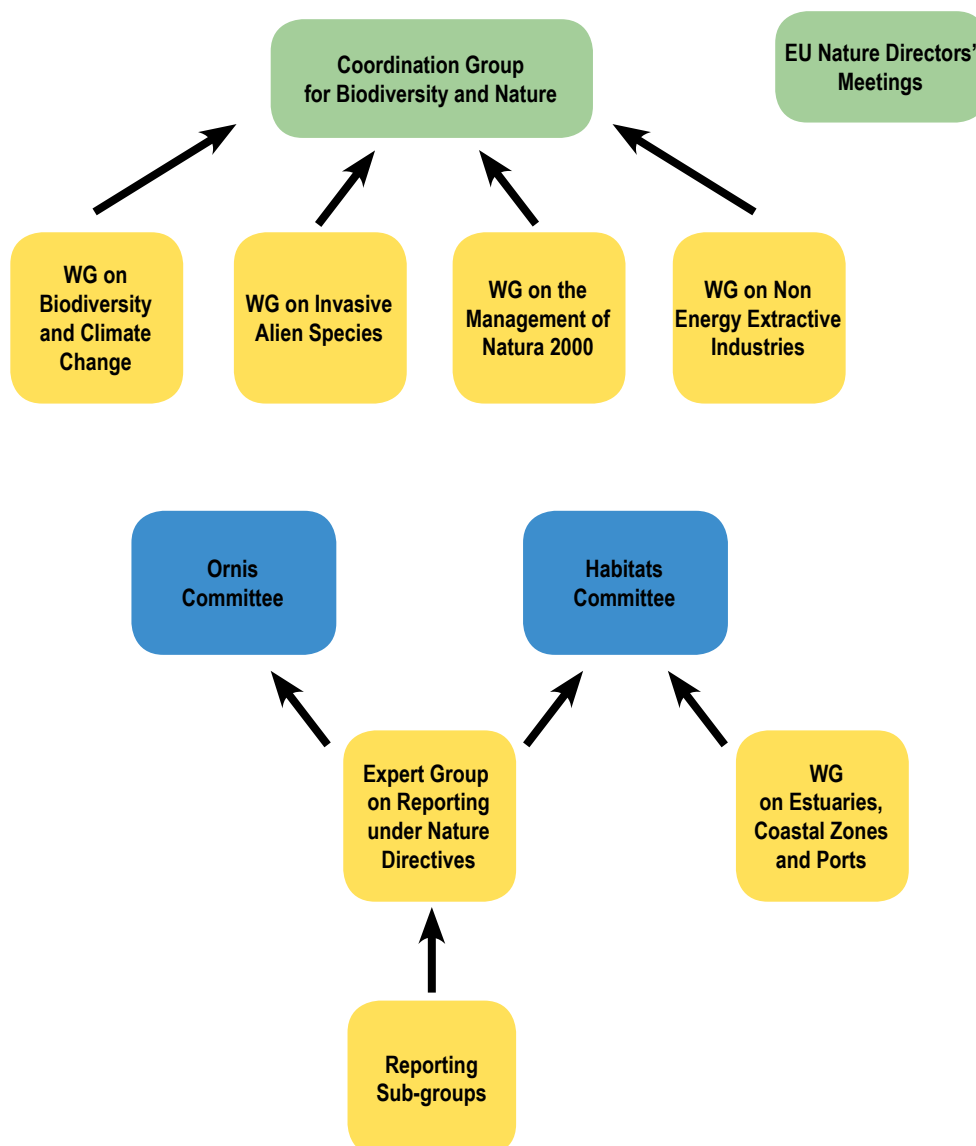 Coordination Group
for Biodiversity and Nature
EU Nature Directors’
Meetings
WG on
Biodiversity
and Climate
Change
WG on Invasive
Alien Species
WG on the
Management of
Natura 2000
WG on Non
Energy Extractive
Industries
Ornis
Committee
Habitats
Committee
Expert Group
on Reporting
under Nature
Directives
WG
on Estuaries,
Coastal Zones
and Ports
Reporting
Sub-groups